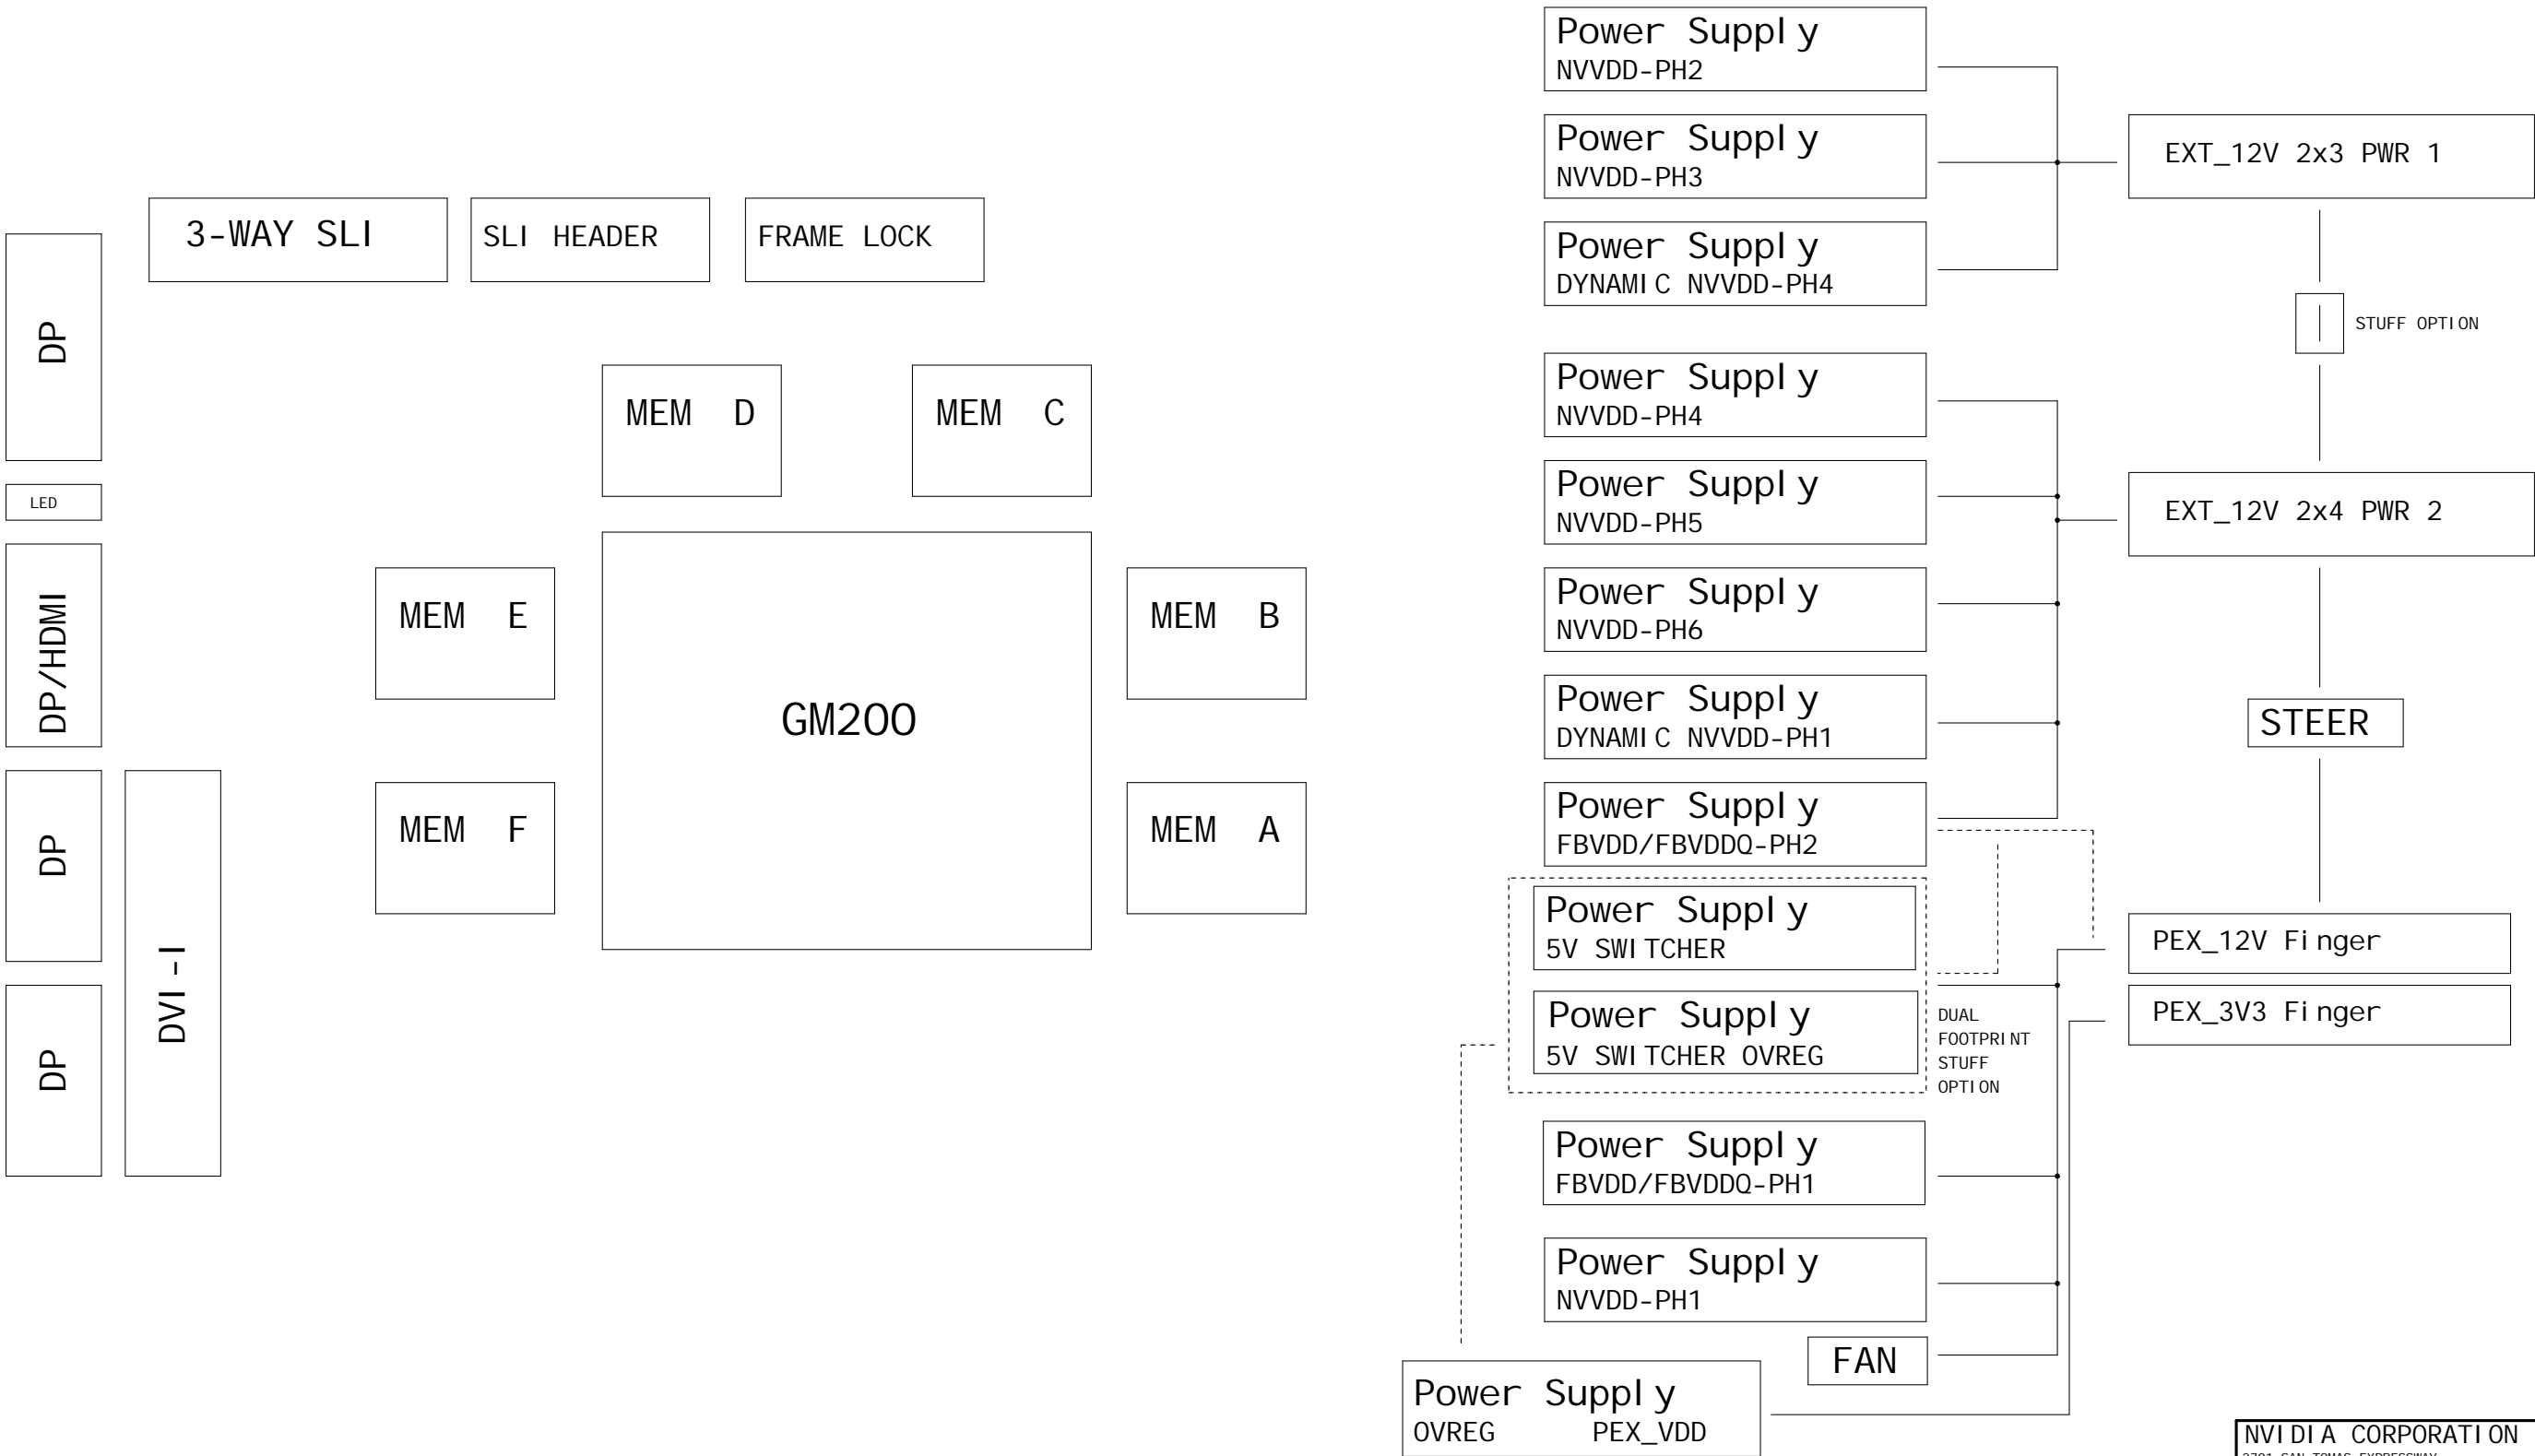 Power Supply
NVVDD-PH2
Power Supply
NVVDD-PH3
Power Supply
DYNAMIC NVVDD-PH4
EXT_12V 2x3 PWR 1
3-WAY SLI
SLI HEADER
FRAME LOCK
STUFF OPTION
DP
LED
DP/HDMI
DP
DP
DVI-I
MEM D
MEM C
MEM E
MEM B
GM200
MEM F
MEM A
Power Supply
NVVDD-PH4
Power Supply
NVVDD-PH5
Power Supply
NVVDD-PH6
Power Supply
DYNAMIC NVVDD-PH1
Power Supply
FBVDD/FBVDDQ-PH2
EXT_12V 2x4 PWR 2
STEER
Power Supply
5V SWITCHER
Power Supply
5V SWITCHER OVREG
DUAL
FOOTPRINT
STUFF
OPTION
PEX_12V Finger
PEX_3V3 Finger
Power Supply
FBVDD/FBVDDQ-PH1
Power Supply
NVVDD-PH1
FAN
Power Supply
OVREG PEX_VDD
NVIDIA CORPORATION
2701 SAN TOMAS EXPRESSWAY